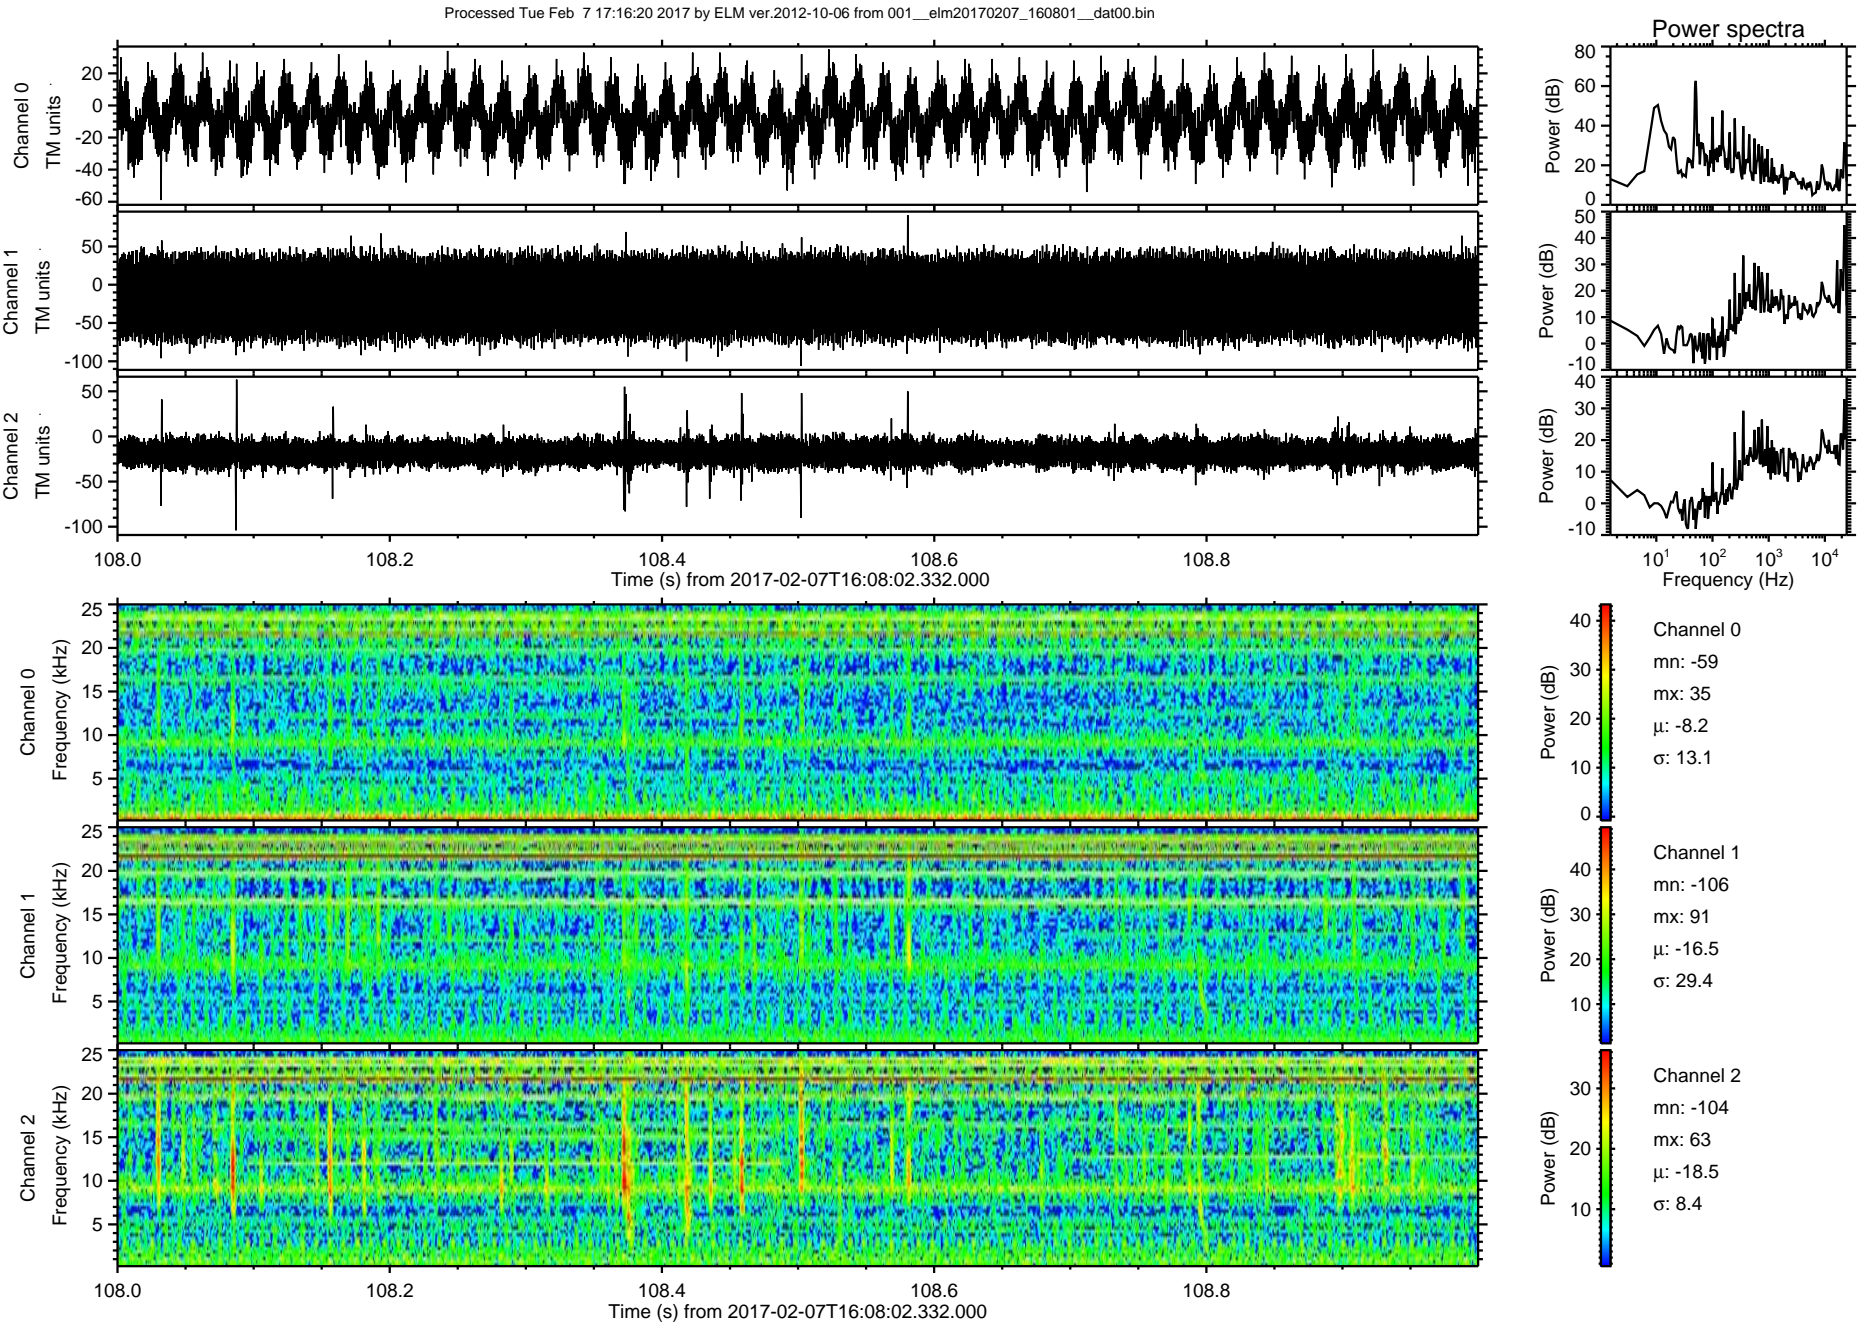 Processed Tue Feb  7 17:16:20 2017 by ELM ver.2012-10-06 from 001__elm20170207_160801__dat00.bin
Power spectra
Channel 0
TM units
20
0
-20
-40
-60
Power (dB)
80
60
40
20
0
Channel 1
TM units
50
0
-50
-100
Power (dB)
50
40
30
20
10
0
-10
Channel 2
TM units
50
0
-50
-100
Power (dB)
40
30
20
10
0
-10
108.0 108.2 108.4 108.6 108.8
Time (s) from 2017-02-07T16:08:02.332.000
10^1 10^2 10^3 10^4
Frequency (Hz)
Channel 0
Frequency (kHz)
25
20
15
10
5
Power (dB)
40
30
20
10
0
Channel 0
mn: -59
mx: 35
μ: -8.2
σ: 13.1
Channel 1
Frequency (kHz)
25
20
15
10
5
Power (dB)
40
30
20
10
Channel 1
mn: -106
mx: 91
μ: -16.5
σ: 29.4
Channel 2
Frequency (kHz)
25
20
15
10
5
Power (dB)
30
20
10
Channel 2
mn: -104
mx: 63
μ: -18.5
σ: 8.4
108.0 108.2 108.4 108.6 108.8
Time (s) from 2017-02-07T16:08:02.332.000